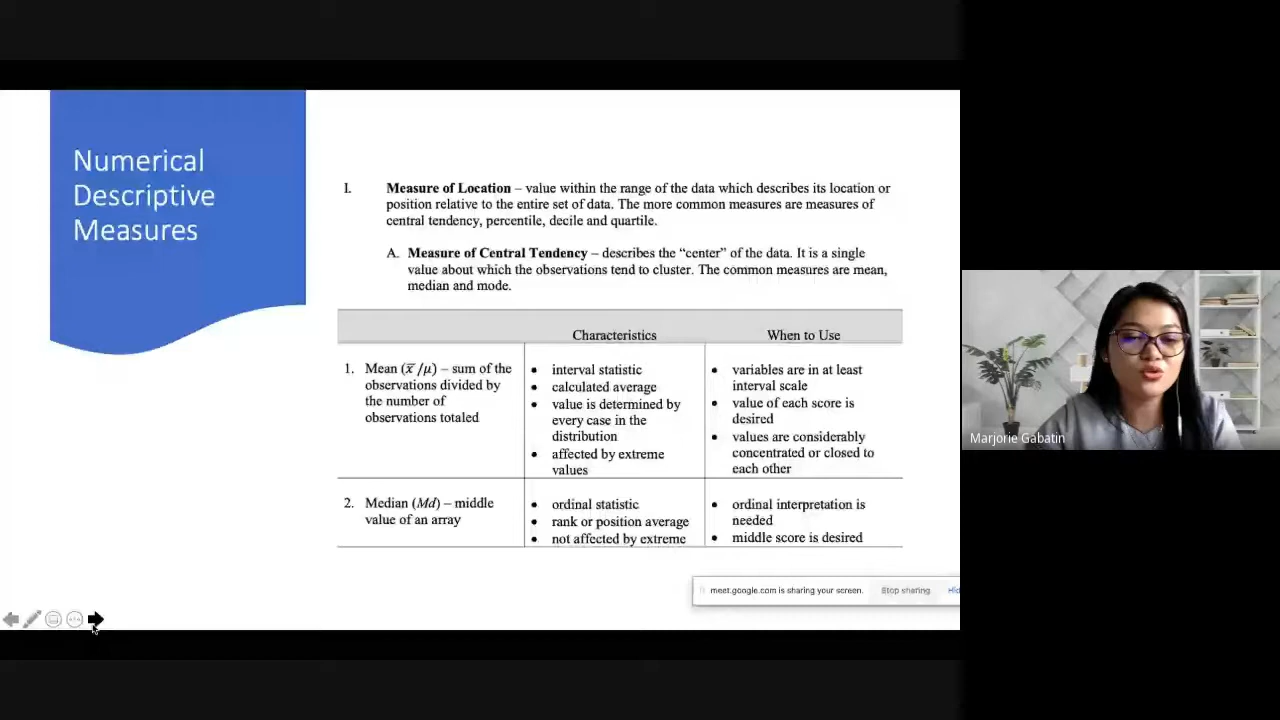 Numerical
Descriptive
Measures
I. Measure of Location – value within the range of the data which describes its location or
position relative to the entire set of data. The more common measures are measures of
central tendency, percentile, decile and quartile.
A. Measure of Central Tendency – describes the “center” of the data. It is a single
value about which the observations tend to cluster. The common measures are mean,
median and mode.
Characteristics
When to Use
1. Mean (x̅ /μ) – sum of the
observations divided by
the number of
observations totaled
• interval statistic
• calculated average
• value is determined by
every case in the
distribution
• affected by extreme
values
• variables are in at least
interval scale
• value of each score is
desired
• values are considerably
concentrated or closed to
each other
2. Median (Md) – middle
value of an array
• ordinal statistic
• rank or position average
• not affected by extreme
• ordinal interpretation is
needed
• middle score is desired
meet.google.com is sharing your screen.
Stop sharing
Hid
Marjorie Gabatin